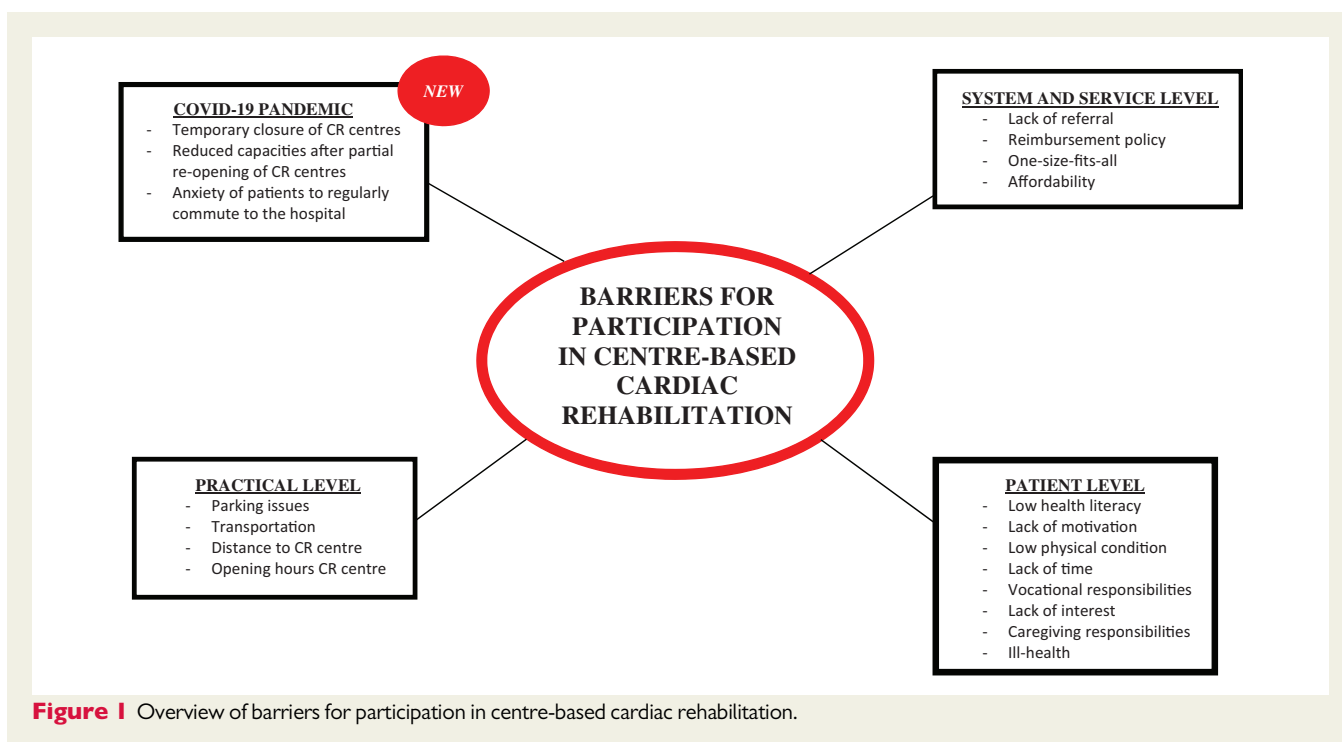 NEW
COVID-19 PANDEMIC
- Temporary closure of CR centres
- Reduced capacities after partial
re-opening of CR centres
- Anxiety of patients to regularly
commute to the hospital
SYSTEM AND SERVICE LEVEL
- Lack of referral
- Reimbursement policy
- One-size-fits-all
- Affordability
BARRIERS FOR
PARTICIPATION
IN CENTRE-BASED
CARDIAC
REHABILITATION
PRACTICAL LEVEL
- Parking issues
- Transportation
- Distance to CR centre
- Opening hours CR centre
PATIENT LEVEL
- Low health literacy
- Lack of motivation
- Low physical condition
- Lack of time
- Vocational responsibilities
- Lack of interest
- Caregiving responsibilities
- Ill-health
Figure 1 Overview of barriers for participation in centre-based cardiac rehabilitation.